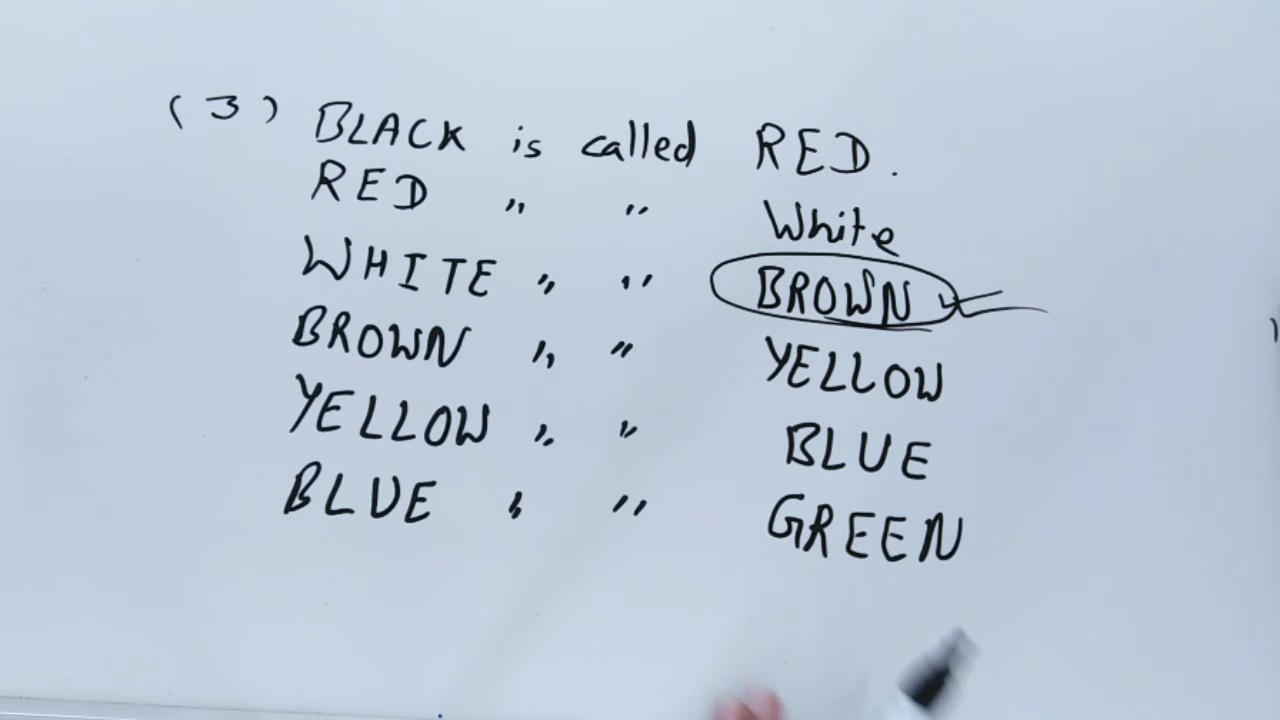 (3) BLACK is called RED.
RED " " White
WHITE " " BROWN
BROWN " " YELLOW
YELLOW " " BLUE
BLUE " " GREEN